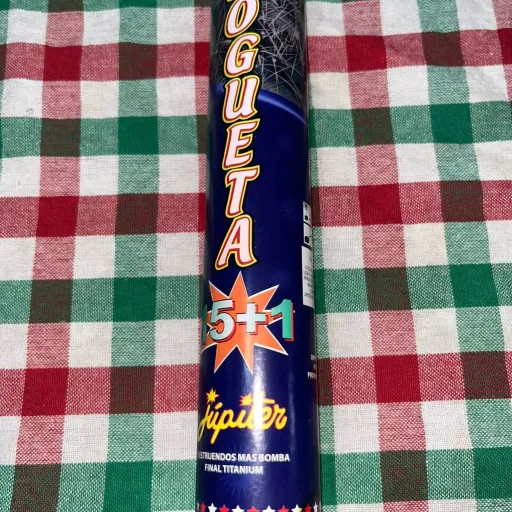 OGUETA
5+1
Júpiter
ESTRUENDOS MAS BOMBA
FINAL TITANIUM